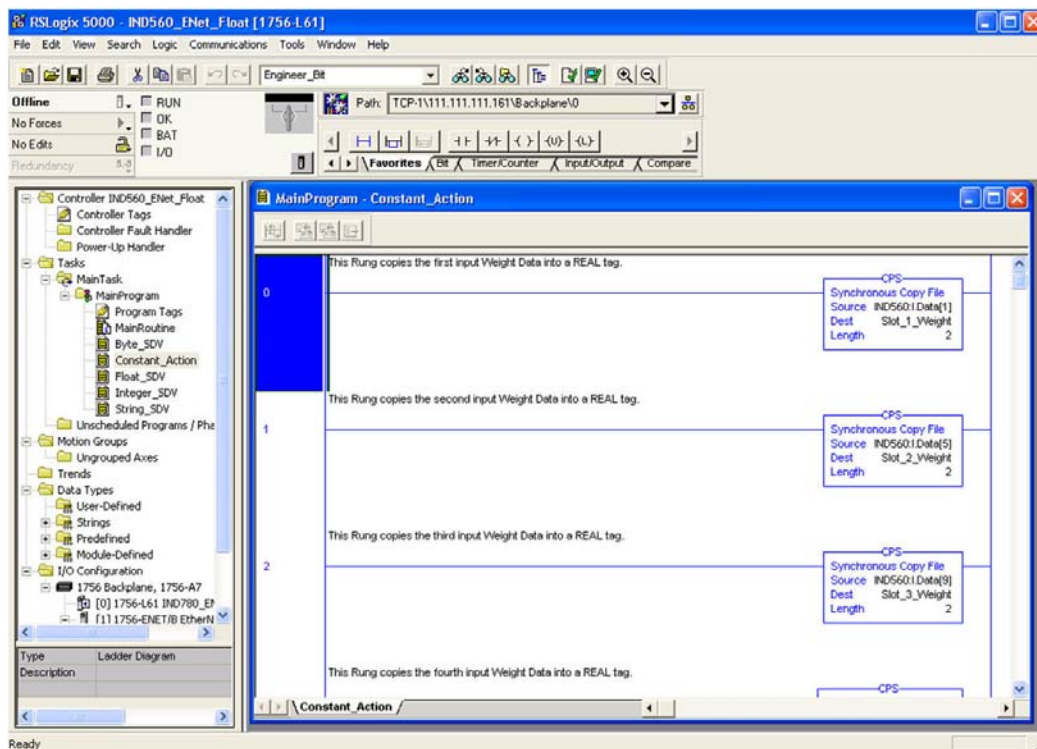 RSLogix 5000 - IND560_ENet_Float [1756-L61]
File Edit View Search Logic Communications Tools Window Help
Engineer_Bit
Offline
RUN
Path: TCP-1\111.111.111.161\Backplane\0
No Forces
OK
BAT
No Edits
I/O
Redundancy
Favorites Bit Timer/Counter Input/Output Compare
Controller IND560_ENet_Float
Controller Tags
Controller Fault Handler
Power-Up Handler
Tasks
MainTask
MainProgram
Program Tags
MainRoutine
Byte_SDV
Constant_Action
Float_SDV
Integer_SDV
String_SDV
Unscheduled Programs / Pha
Motion Groups
Ungrouped Axes
Trends
Data Types
User-Defined
Strings
Predefined
Module-Defined
I/O Configuration
1756 Backplane, 1756-A7
[0] 1756-L61 IND780_E
[1] 1756-ENET/B EtherN
Type Ladder Diagram
Description
MainProgram - Constant_Action
This Rung copies the first input Weight Data into a REAL tag.
0
CPS
Synchronous Copy File
Source IND560:I.Data[1]
Dest Slot_1_Weight
Length 2
This Rung copies the second input Weight Data into a REAL tag.
1
CPS
Synchronous Copy File
Source IND560:I.Data[5]
Dest Slot_2_Weight
Length 2
This Rung copies the third input Weight Data into a REAL tag.
2
CPS
Synchronous Copy File
Source IND560:I.Data[9]
Dest Slot_3_Weight
Length 2
This Rung copies the fourth input Weight Data into a REAL tag.
CPS
Constant_Action
Ready